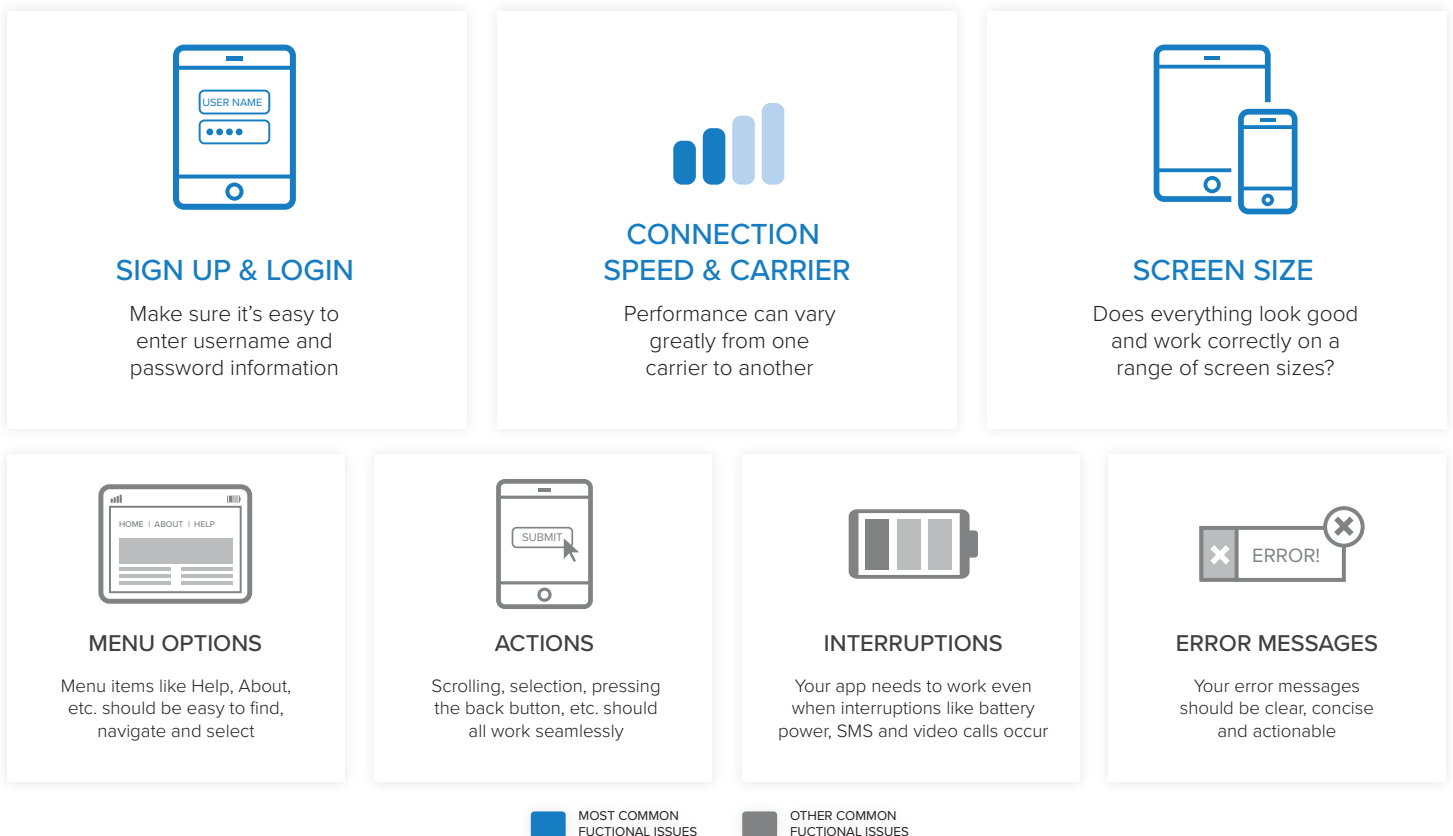 USER NAME
SIGN UP & LOGIN
Make sure it’s easy to
enter username and
password information
CONNECTION
SPEED & CARRIER
Performance can vary
greatly from one
carrier to another
SCREEN SIZE
Does everything look good
and work correctly on a
range of screen sizes?
HOME | ABOUT | HELP
MENU OPTIONS
Menu items like Help, About,
etc. should be easy to find,
navigate and select
SUBMIT
ACTIONS
Scrolling, selection, pressing
the back button, etc. should
all work seamlessly
INTERRUPTIONS
Your app needs to work even
when interruptions like battery
power, SMS and video calls occur
ERROR!
ERROR MESSAGES
Your error messages
should be clear, concise
and actionable
MOST COMMON
FUCTIONAL ISSUES
OTHER COMMON
FUCTIONAL ISSUES